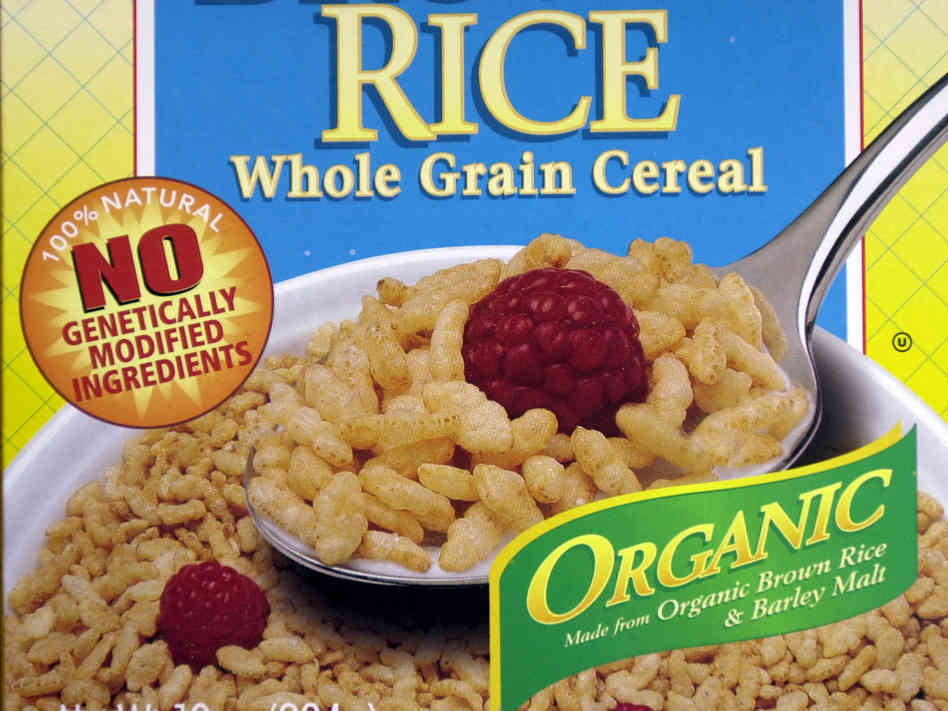 RICE
Whole Grain Cereal
100% NATURAL
NO
GENETICALLY
MODIFIED
INGREDIENTS
U
ORGANIC
Made from Organic Brown Rice
& Barley Malt